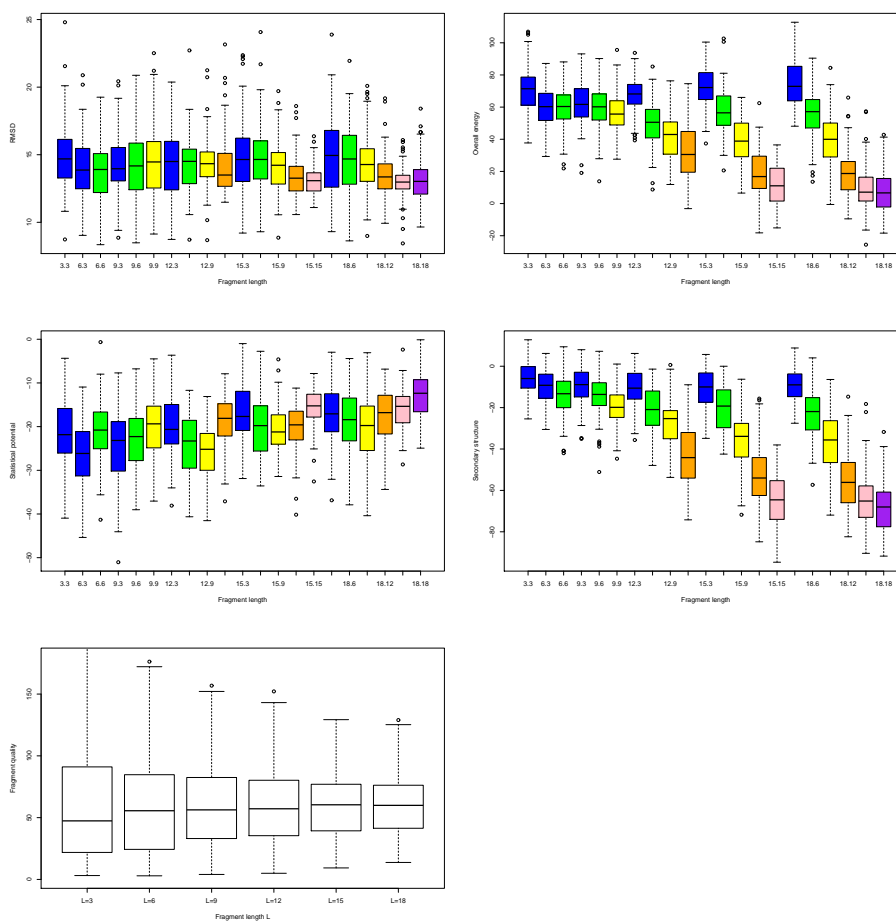 RMSD
25
20
15
10
3.3 6.3 6.6 9.3 9.6 9.9 12.3 12.9 15.3 15.9 15.15 18.6 18.12 18.18
Fragment length
Overall energy
100
80
60
40
20
0
-20
3.3 6.3 6.6 9.3 9.6 9.9 12.3 12.9 15.3 15.9 15.15 18.6 18.12 18.18
Fragment length
Statistical potential
0
-10
-20
-30
-40
-50
3.3 6.3 6.6 9.3 9.6 9.9 12.3 12.9 15.3 15.9 15.15 18.6 18.12 18.18
Fragment length
Secondary structure
0
-20
-40
-60
-80
3.3 6.3 6.6 9.3 9.6 9.9 12.3 12.9 15.3 15.9 15.15 18.6 18.12 18.18
Fragment length
Fragment quality
150
100
50
0
L=3 L=6 L=9 L=12 L=15 L=18
Fragment length L